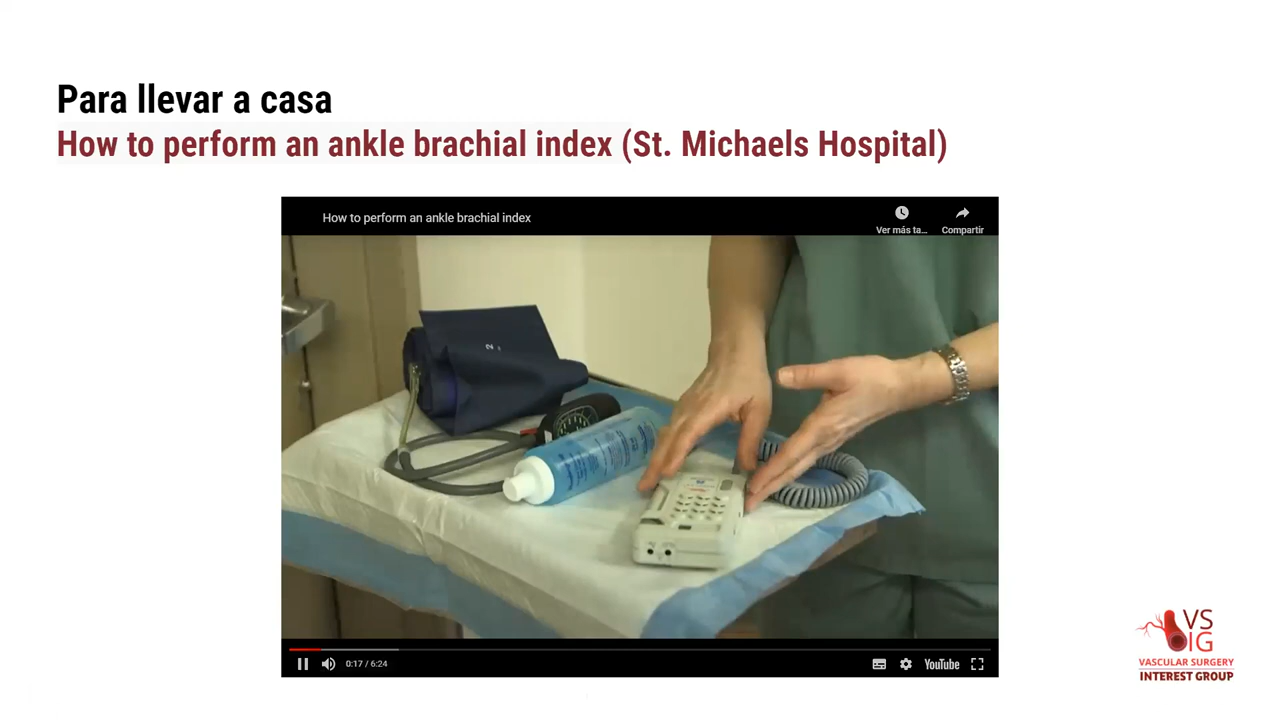 Para llevar a casa
How to perform an ankle brachial index (St. Michaels Hospital)
How to perform an ankle brachial index
Ver más ta...
Compartir
2
0:17 / 6:24
YouTube
VS
IG
VASCULAR SURGERY
INTEREST GROUP